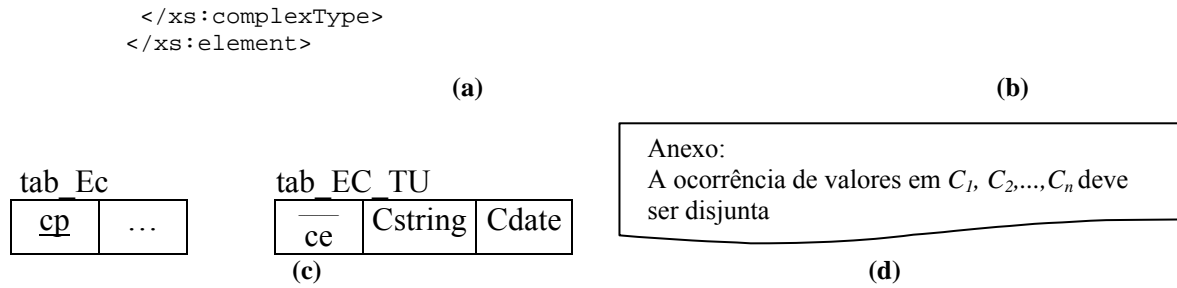 </xs:complexType>
</xs:element>
(a)
(b)
tab_Ec
cp
…
tab_EC_TU
ce
Cstring
Cdate
(c)
Anexo:
A ocorrência de valores em C1, C2,...,Cn deve
ser disjunta
(d)